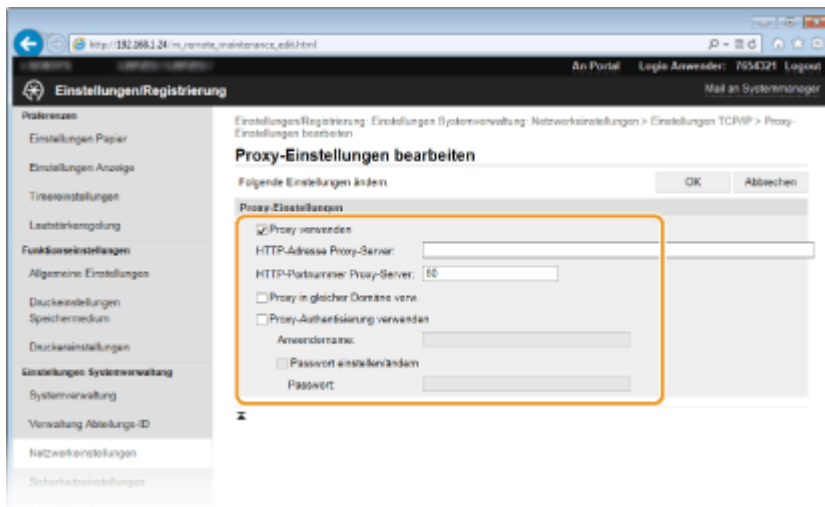 http://192.168.1.24/m_remote_maintenance_edit.html
An Portal Login Anwender: 7654321 Logout
Einstellungen/Registrierung
Mail an Systemmanager
Präferenzen
Einstellungen Papier
Einstellungen Anzeige
Timereinstellungen
Lautstärkeregelung
Funktionseinstellungen
Allgemeine Einstellungen
Druckeinstellungen
Speichermedium
Druckereinstellungen
Einstellungen Systemverwaltung
Systemverwaltung
Verwaltung Abteilungs-ID
Netzwerkeinstellungen
Sicherheitseinstellungen
Einstellungen/Registrierung: Einstellungen Systemverwaltung: Netzwerkeinstellungen > Einstellungen TCP/IP > Proxy-
Einstellungen bearbeiten
Proxy-Einstellungen bearbeiten
Folgende Einstellungen ändern.
OK Abbrechen
Proxy-Einstellungen
Proxy verwenden
HTTP-Adresse Proxy-Server:
HTTP-Portnummer Proxy-Server: 80
Proxy in gleicher Domäne verw.
Proxy-Authentisierung verwenden
Anwendername:
Passwort einstellen/ändern
Passwort: